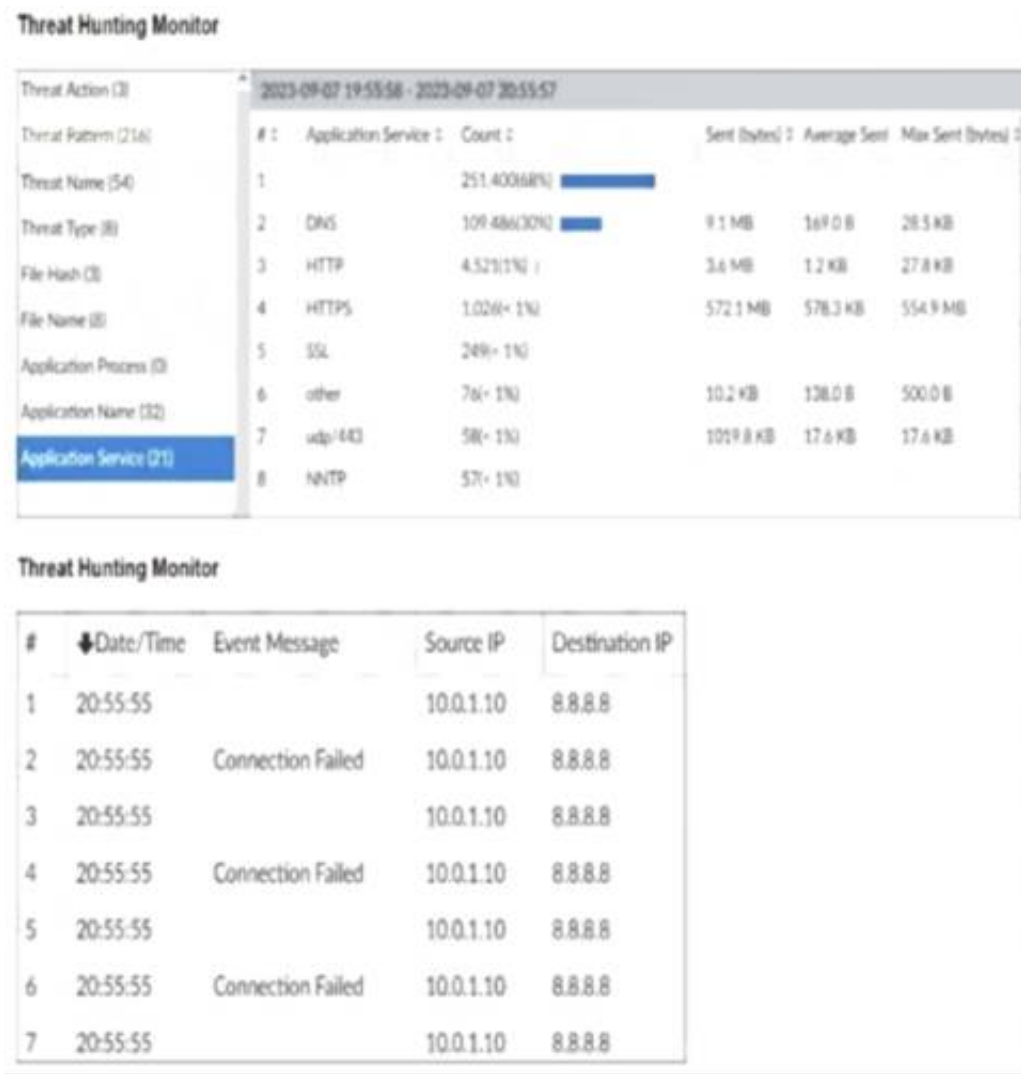 Threat Hunting Monitor
Threat Action (3)
Threat Pattern (216)
Threat Name (54)
Threat Type (8)
File Hash (3)
File Name (8)
Application Process (0)
Application Name (32)
Application Service (21)
2023-09-07 19:55:58 - 2023-09-07 20:55:57
# Application Service Count Sent (bytes) Average Sent Max Sent (bytes)
1 251,400(68%)
2 DNS 109,486(30%) 9.1 MB 169.0 B 28.5 KB
3 HTTP 4,521(1%) 3.6 MB 1.2 KB 27.8 KB
4 HTTPS 1,026(< 1%) 572.1 MB 578.3 KB 554.9 MB
5 SSL 249(< 1%)
6 other 76(< 1%) 10.2 KB 138.0 B 500.0 B
7 udp/443 58(< 1%) 1019.8 KB 17.6 KB 17.6 KB
8 NNTP 57(< 1%)
Threat Hunting Monitor
# Date/Time Event Message Source IP Destination IP
1 20:55:55 10.0.1.10 8.8.8.8
2 20:55:55 Connection Failed 10.0.1.10 8.8.8.8
3 20:55:55 10.0.1.10 8.8.8.8
4 20:55:55 Connection Failed 10.0.1.10 8.8.8.8
5 20:55:55 10.0.1.10 8.8.8.8
6 20:55:55 Connection Failed 10.0.1.10 8.8.8.8
7 20:55:55 10.0.1.10 8.8.8.8